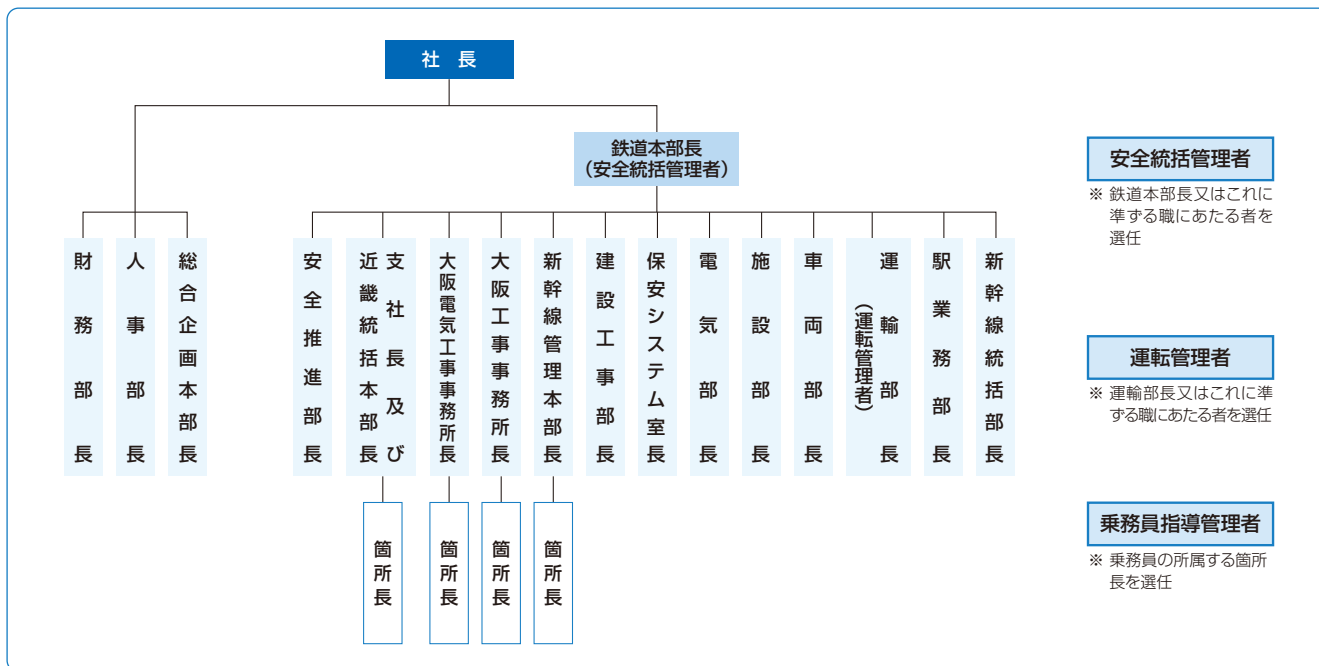 社 長
鉄道本部長
（安全統括管理者）
財務部長
人事部長
総合企画本部長
安全推進部長
支社長及び
近畿統括本部長
大阪電気工事事務所長
大阪工事事務所長
新幹線管理本部長
建設工事部長
保安システム室長
電気部長
施設部長
車両部長
運輸部長
（運転管理者）
駅業務部長
新幹線統括部長
箇所長
箇所長
箇所長
箇所長
安全統括管理者
※ 鉄道本部長又はこれに
準ずる職にあたる者を
選任
運転管理者
※ 運輸部長又はこれに準
ずる職にあたる者を選任
乗務員指導管理者
※ 乗務員の所属する箇所
長を選任